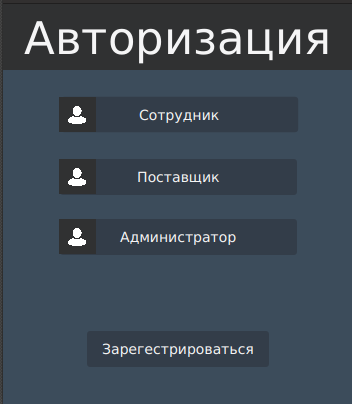 Авторизация
Сотрудник
Поставщик
Администратор
Зарегестрироваться